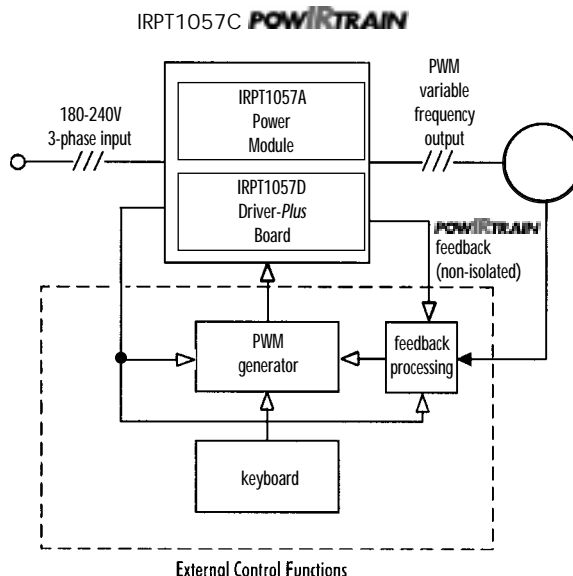 IRPT1057C POWIRTRAIN
180-240V
3-phase input
IRPT1057A
Power
Module
IRPT1057D
Driver-Plus
Board
PWM
variable
frequency
output
POWIRTRAIN
feedback
(non-isolated)
PWM
generator
feedback
processing
keyboard
External Control Functions